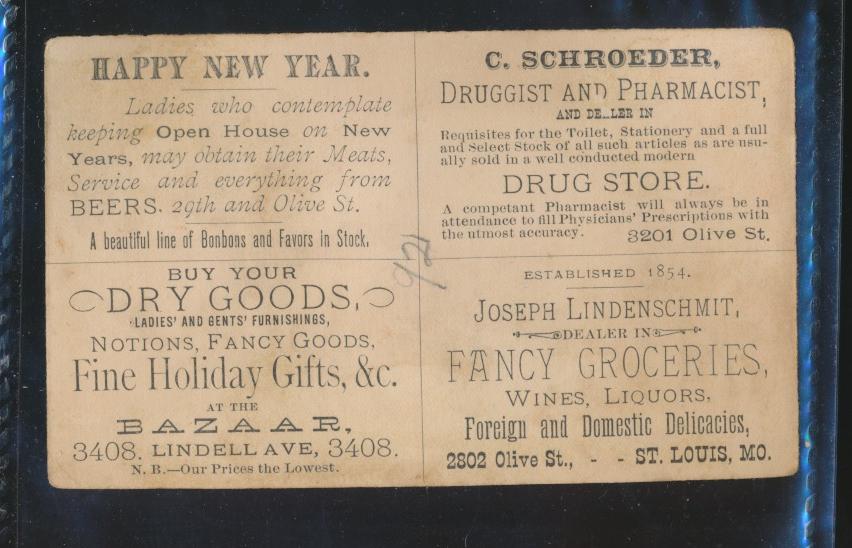 HAPPY NEW YEAR.
Ladies who contemplate
keeping Open House on New
Years, may obtain their Meats,
Service and everything from
BEERS. 29th and Olive St.
A beautiful line of Bonbons and Favors in Stock.
C. SCHROEDER,
DRUGGIST AND PHARMACIST,
AND DE..LER IN
Requisites for the Toilet, Stationery and a full
and Select Stock of all such articles as are usu-
ally sold in a well conducted modern
DRUG STORE.
A competant Pharmacist will always be in
attendance to fill Physicians' Prescriptions with
the utmost accuracy. 3201 Olive St.
BUY YOUR
DRY GOODS,
LADIES' AND GENTS' FURNISHINGS,
NOTIONS, FANCY GOODS,
Fine Holiday Gifts, &c.
AT THE
BAZAAR,
3408. LINDELL AVE, 3408.
N. B.—Our Prices the Lowest.
ESTABLISHED 1854.
JOSEPH LINDENSCHMIT,
DEALER IN
FANCY GROCERIES,
WINES, LIQUORS,
Foreign and Domestic Delicacies,
2802 Olive St., - - ST. LOUIS, MO.